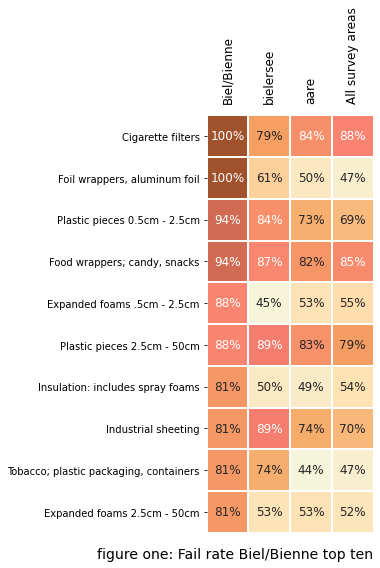 Biel/Bienne bielersee aare All survey areas
Cigarette filters 100% 79% 84% 88%
Foil wrappers, aluminum foil 100% 61% 50% 47%
Plastic pieces 0.5cm - 2.5cm 94% 84% 73% 69%
Food wrappers; candy, snacks 94% 87% 82% 85%
Expanded foams .5cm - 2.5cm 88% 45% 53% 55%
Plastic pieces 2.5cm - 50cm 88% 89% 83% 79%
Insulation: includes spray foams 81% 50% 49% 54%
Industrial sheeting 81% 89% 74% 70%
Tobacco; plastic packaging, containers 81% 74% 44% 47%
Expanded foams 2.5cm - 50cm 81% 53% 53% 52%
figure one: Fail rate Biel/Bienne top ten